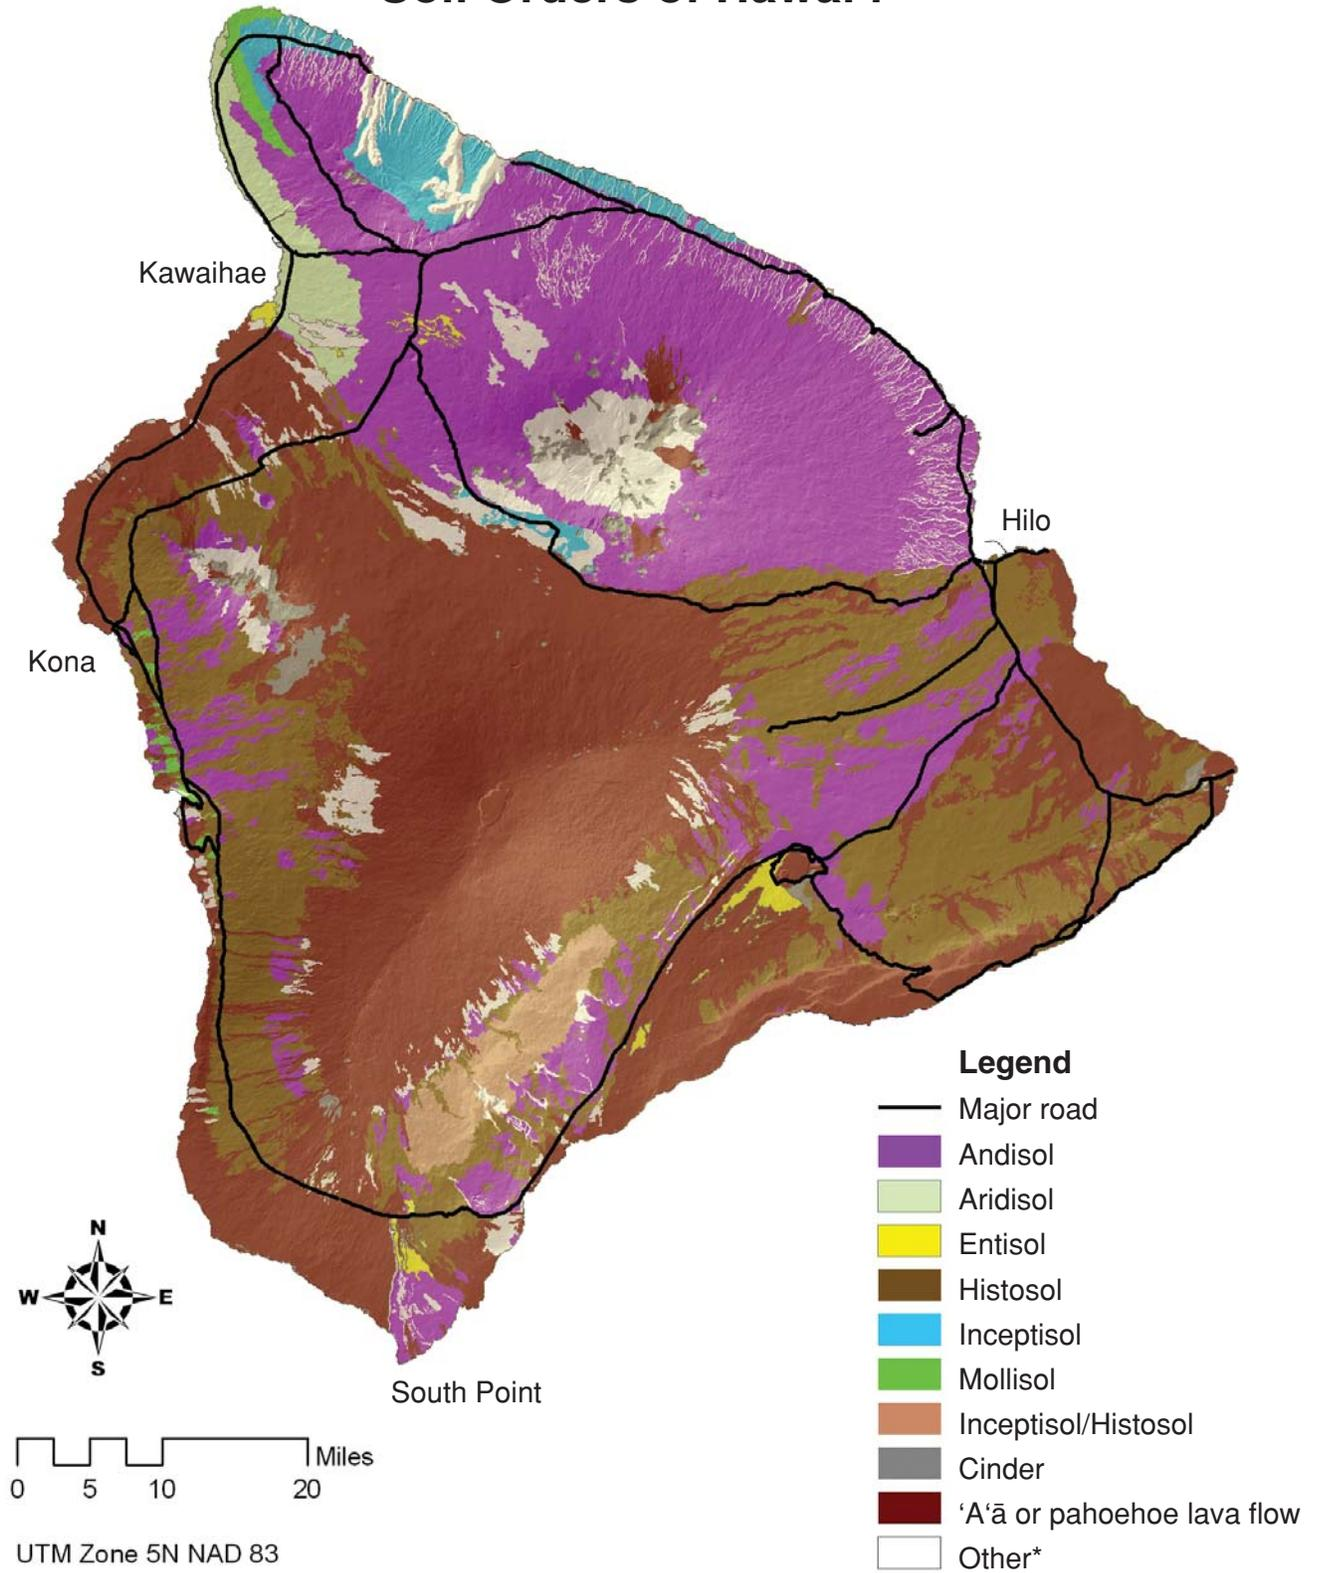 Kawaihae
Hilo
Kona
South Point
N
W E
S
Miles
0 5 10 20
UTM Zone 5N NAD 83
Legend
Major road
Andisol
Aridisol
Entisol
Histosol
Inceptisol
Mollisol
Inceptisol/Histosol
Cinder
ʻAʻā or pahoehoe lava flow
Other*